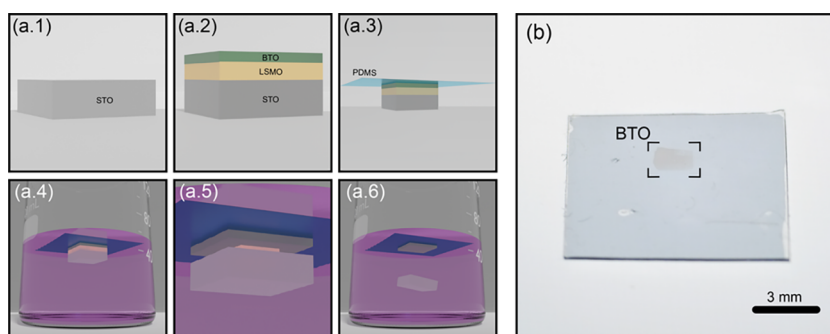 (a.1)
STO
(a.2)
BTO
LSMO
STO
(a.3)
PDMS
(a.4)
(a.5)
(a.6)
(b)
BTO
3 mm